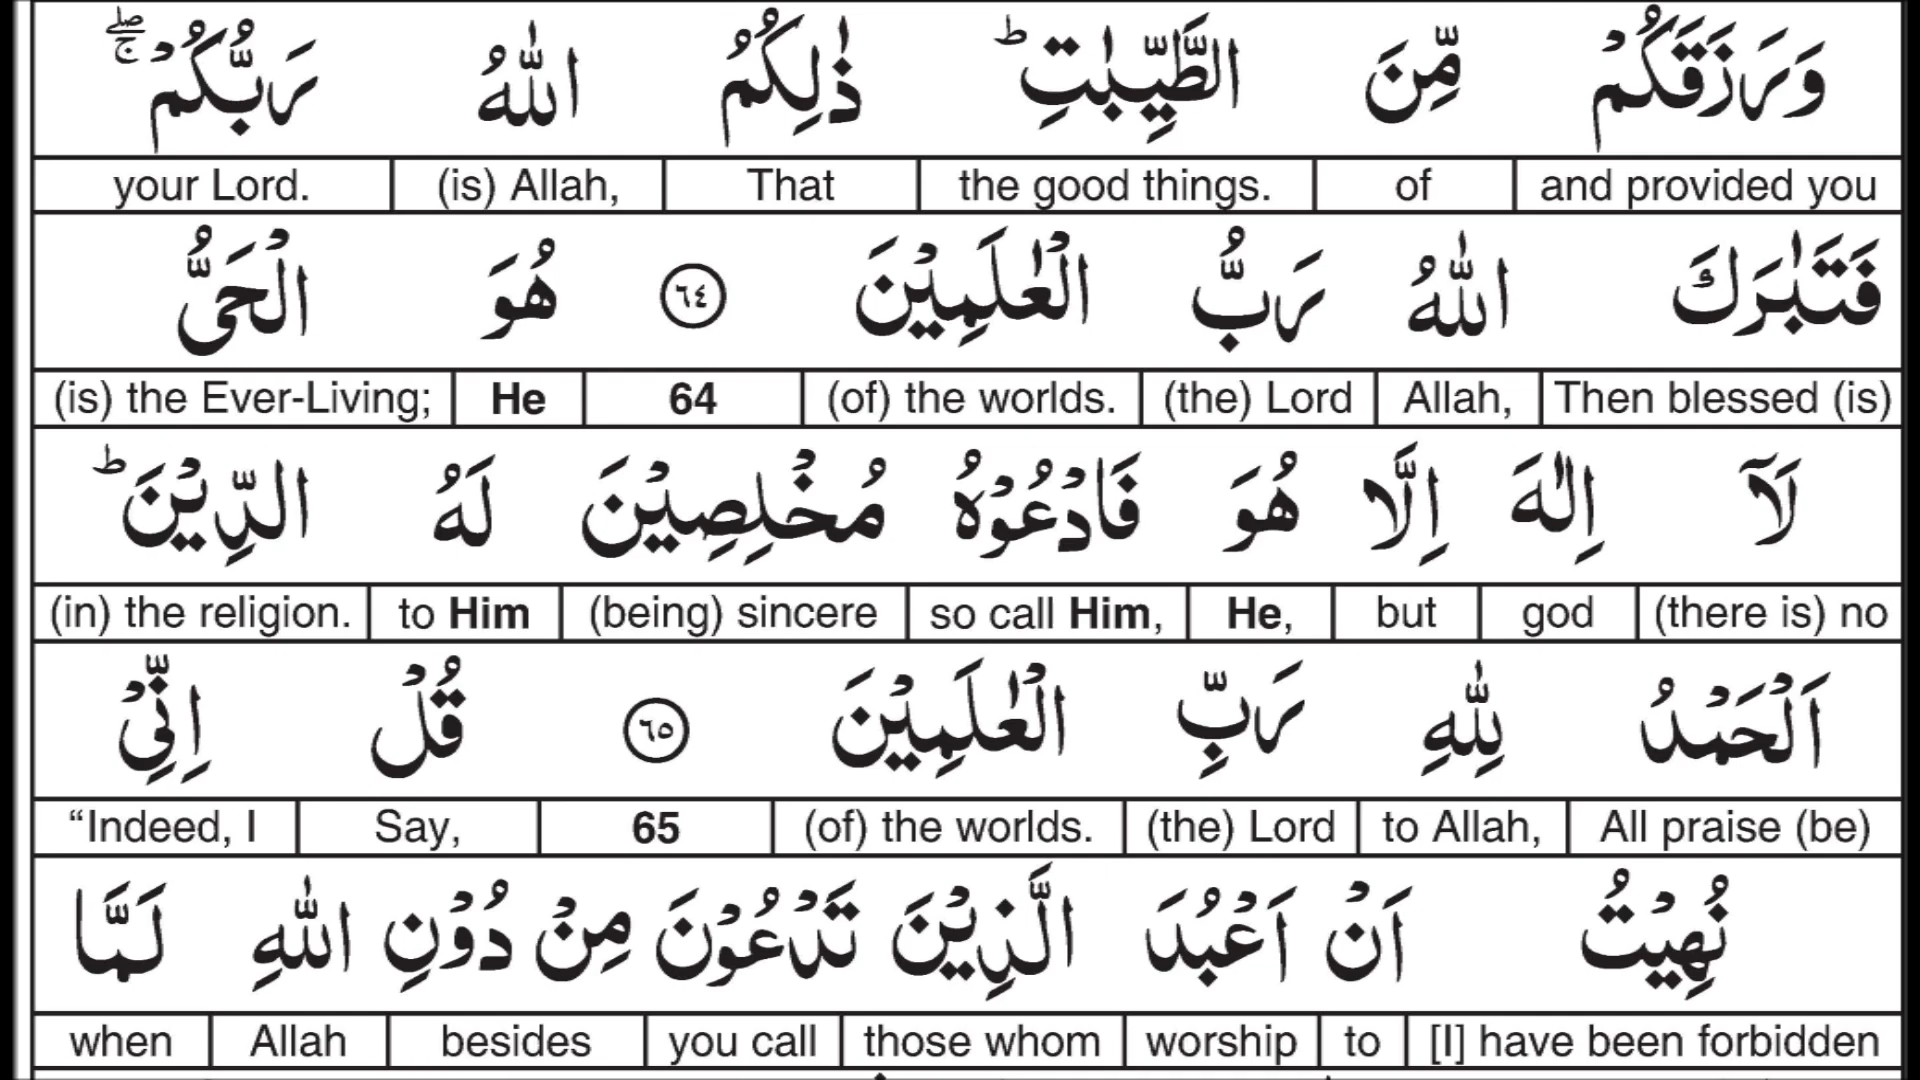 وَرَزَقَكُمْ مِّنَ الطَّيِّبٰتِ ؕ ذٰلِكُمُ اللّٰهُ رَبُّكُمْ ۖۚ
and provided you of the good things. That (is) Allah, your Lord.
فَتَبٰرَكَ اللّٰهُ رَبُّ الْعٰلَمِيْنَ ٦٤ هُوَ الْحَىُّ
Then blessed (is) Allah, (the) Lord (of) the worlds. 64 He (is) the Ever-Living;
لَاۤ اِلٰهَ اِلَّا هُوَ فَادْعُوْهُ مُخْلِصِيْنَ لَهُ الدِّيْنَ ؕ
(there is) no god but He, so call Him, (being) sincere to Him (in) the religion.
اَلْحَمْدُ لِلّٰهِ رَبِّ الْعٰلَمِيْنَ ٦٥ قُلْ اِنِّىْ
All praise (be) to Allah, (the) Lord (of) the worlds. 65 Say, “Indeed, I
نُهِيْتُ اَنْ اَعْبُدَ الَّذِيْنَ تَدْعُوْنَ مِنْ دُوْنِ اللّٰهِ لَمَّا
[I] have been forbidden to worship those whom you call besides Allah when